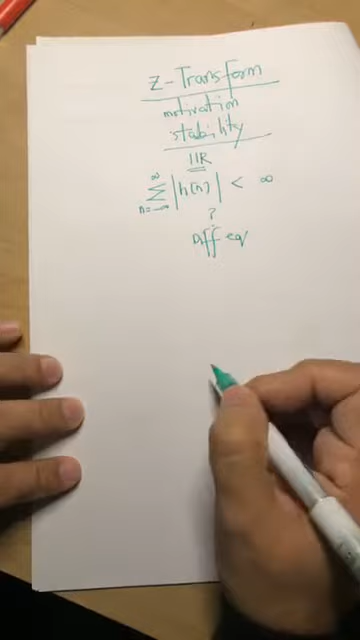 Z-Transform
motivation
stability
IIR
∞
∑ |h(n)| < ∞
n=-∞
?
Diff eq